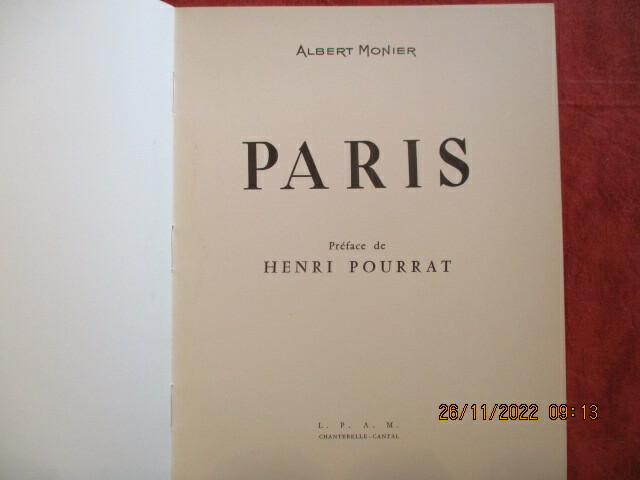 ALBERT MONIER
PARIS
Préface de
HENRI POURRAT
L. P. A. M.
CHANTERELLE - CANTAL
26/11/2022 09:13